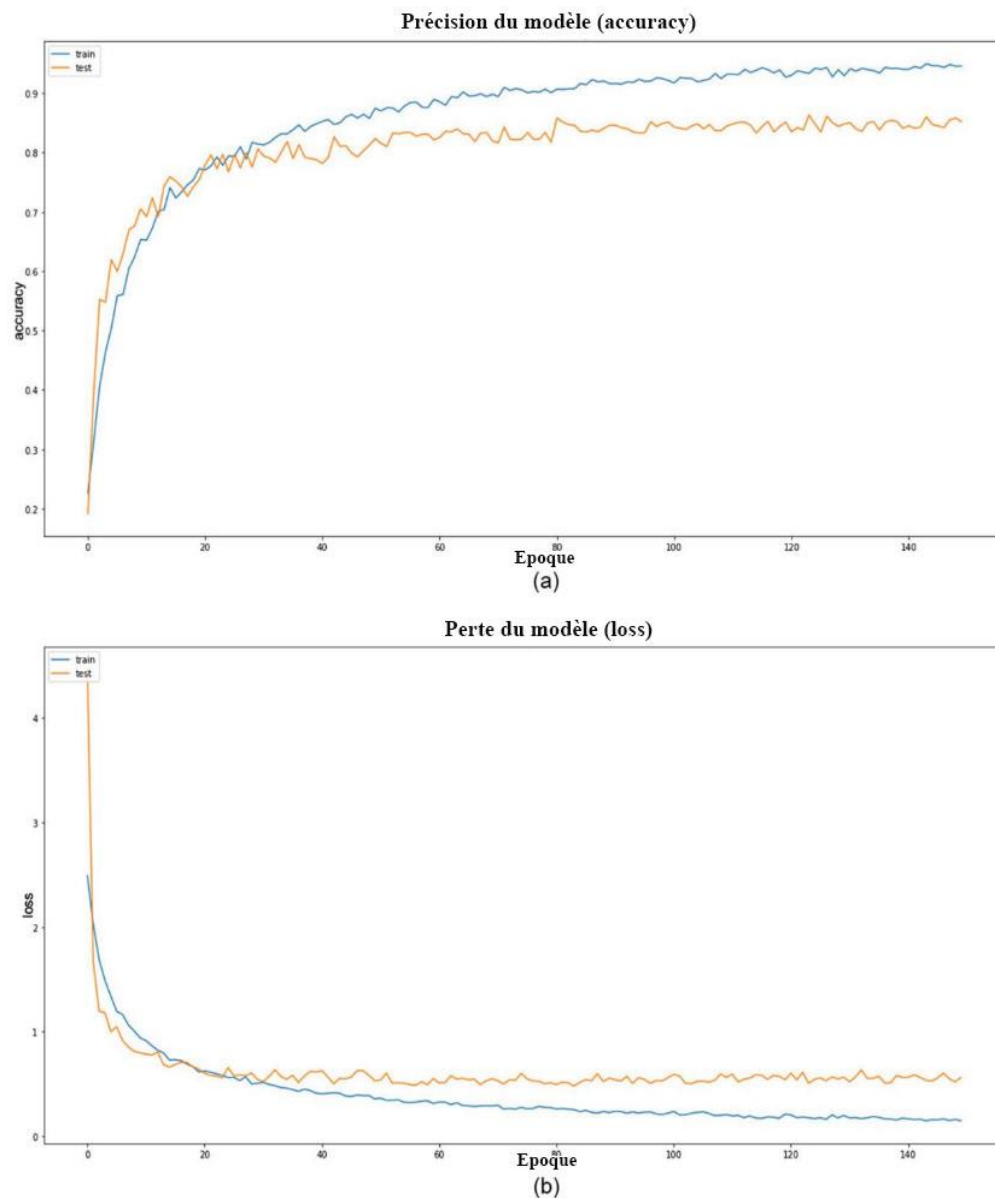 Précision du modèle (accuracy)
train
test
0.9
0.8
0.7
0.6
0.5
0.4
0.3
0.2
accuracy
0 20 40 60 80 100 120 140
Epoque
(a)
Perte du modèle (loss)
train
test
4
3
2
1
0
loss
0 20 40 60 80 100 120 140
Epoque
(b)